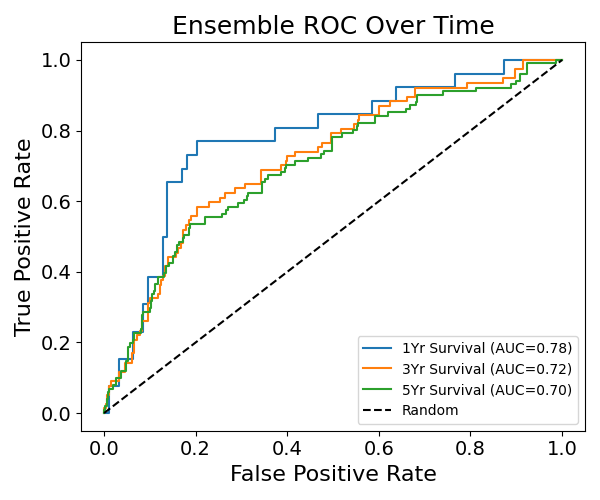 Ensemble ROC Over Time
True Positive Rate
1.0
0.8
0.6
0.4
0.2
0.0
1Yr Survival (AUC=0.78)
3Yr Survival (AUC=0.72)
5Yr Survival (AUC=0.70)
Random
0.0 0.2 0.4 0.6 0.8 1.0
False Positive Rate